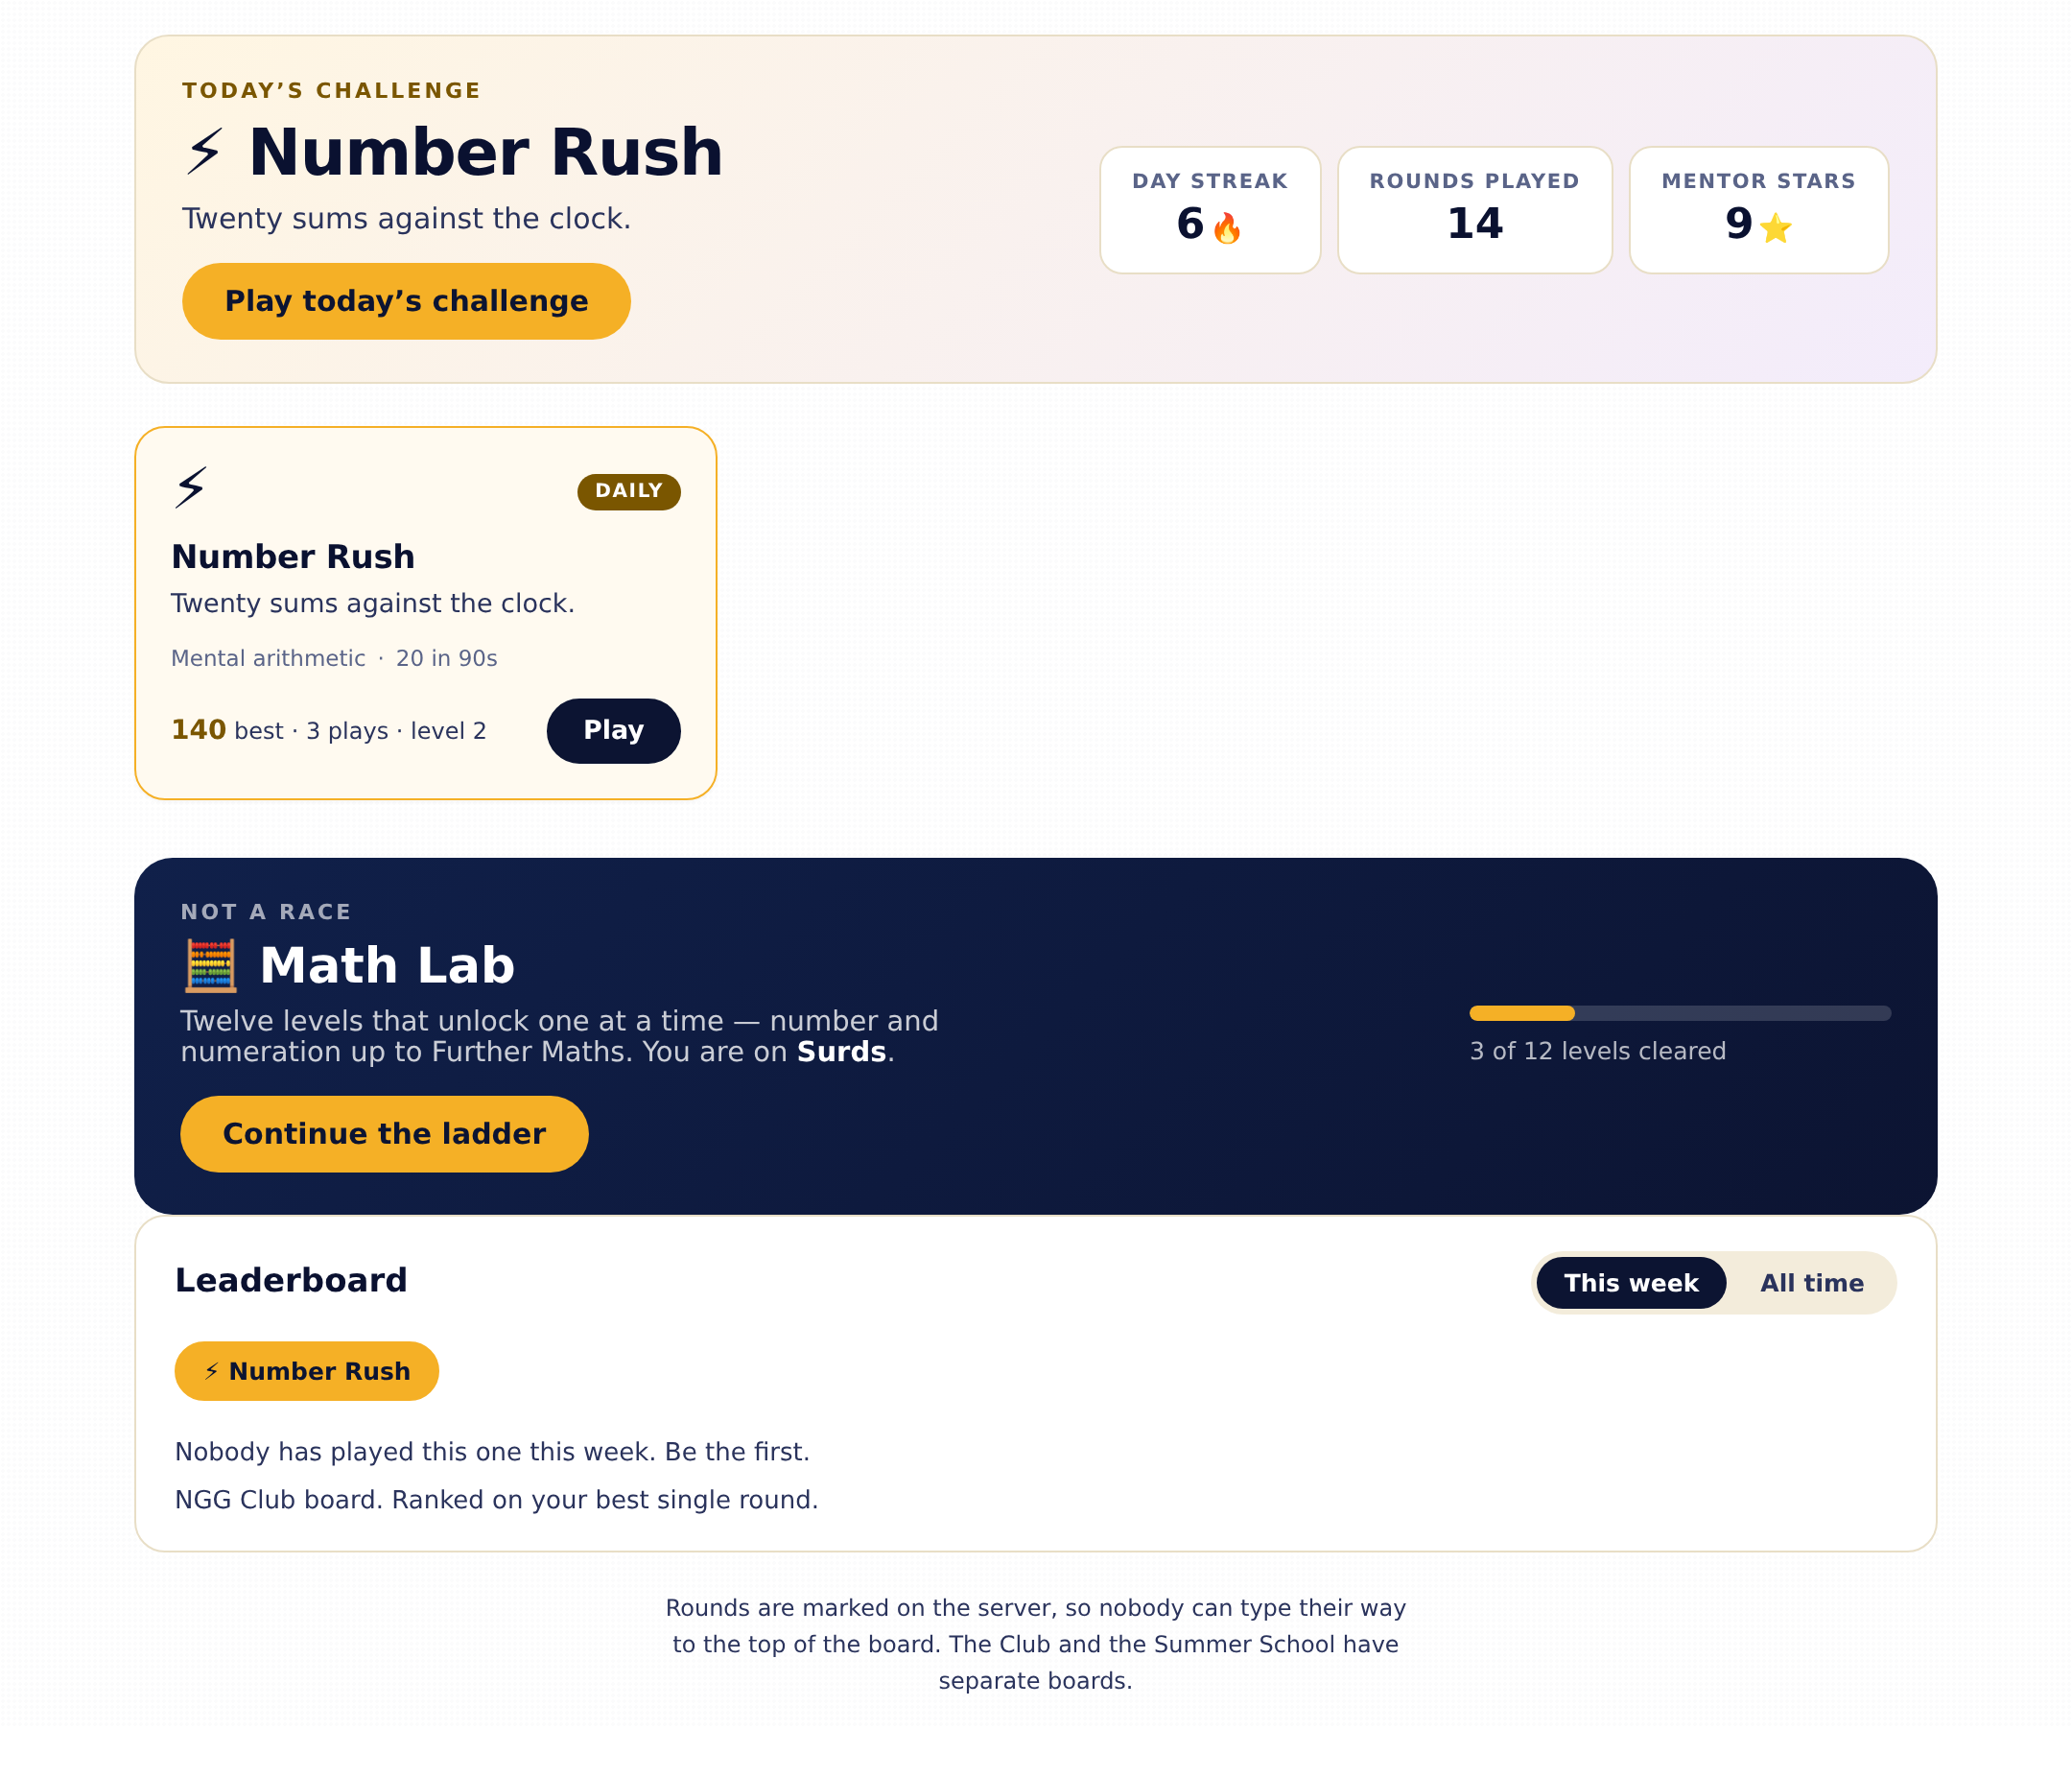 TODAY’S CHALLENGE
⚡ Number Rush
Twenty sums against the clock.
Play today’s challenge
DAY STREAK
6🔥
ROUNDS PLAYED
14
MENTOR STARS
9⭐
⚡
DAILY
Number Rush
Twenty sums against the clock.
Mental arithmetic · 20 in 90s
140 best · 3 plays · level 2
Play
NOT A RACE
🧮 Math Lab
Twelve levels that unlock one at a time — number and
numeration up to Further Maths. You are on Surds.
Continue the ladder
3 of 12 levels cleared
Leaderboard
This week
All time
⚡ Number Rush
Nobody has played this one this week. Be the first.
NGG Club board. Ranked on your best single round.
Rounds are marked on the server, so nobody can type their way
to the top of the board. The Club and the Summer School have
separate boards.